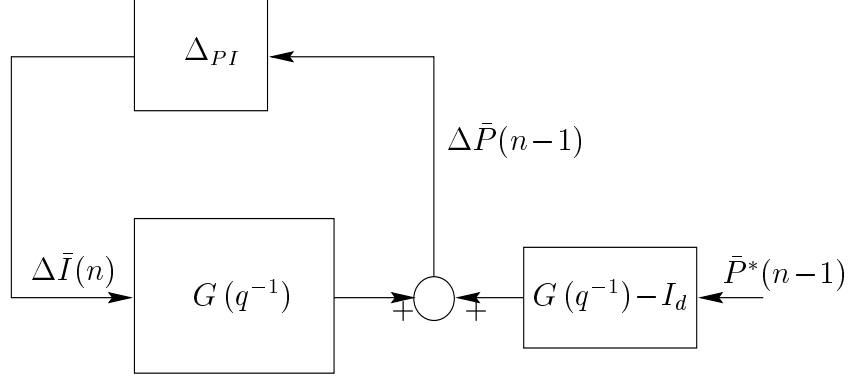 Δ_{PI}
ΔP̄(n−1)
ΔĪ(n)
G(q^{−1})
G(q^{−1})−I_d
P̄*(n−1)
+
+